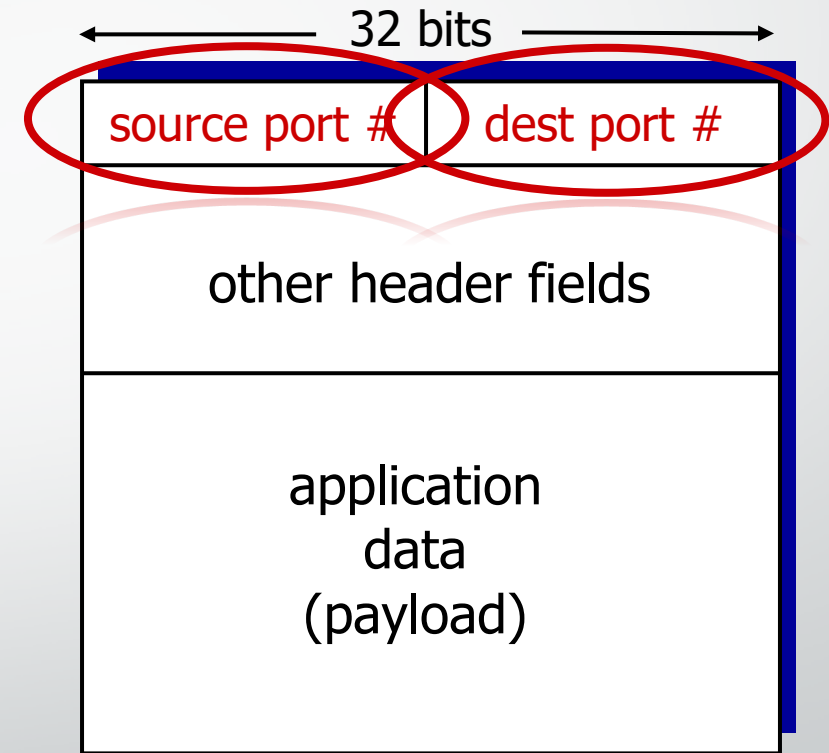 32 bits
source port #
dest port #
other header fields
application
data
(payload)